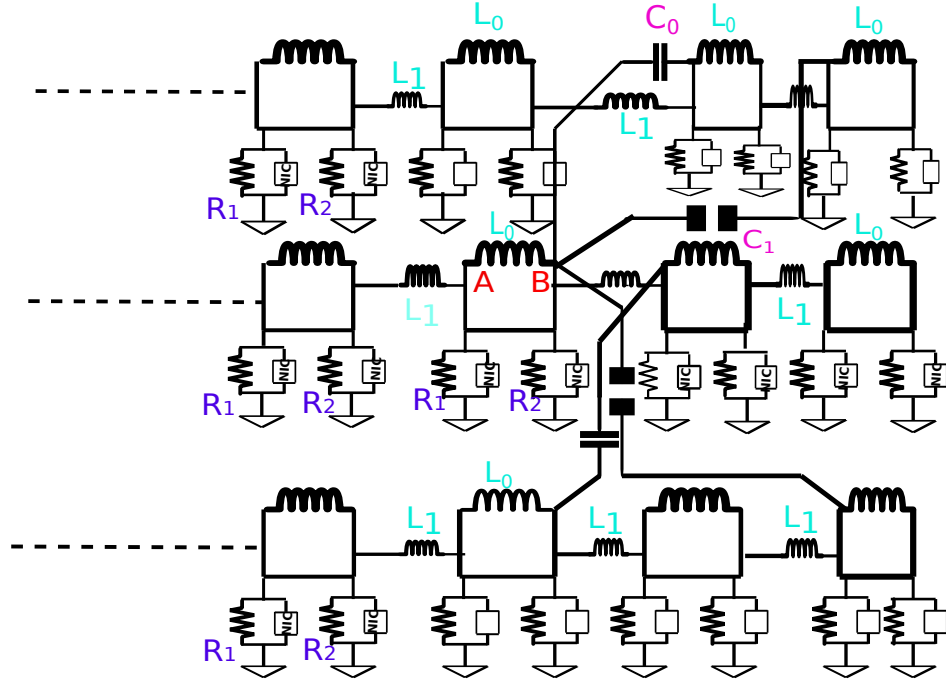 C₀
L₀ L₀ L₀
L₁ L₁
NIC NIC
R₁ R₂
L₀ C₁ L₀
A B
L₁ L₁
NIC NIC NIC NIC NIC NIC NIC NIC
R₁ R₂ R₁ R₂
L₀
L₁ L₁ L₁
NIC NIC
R₁ R₂